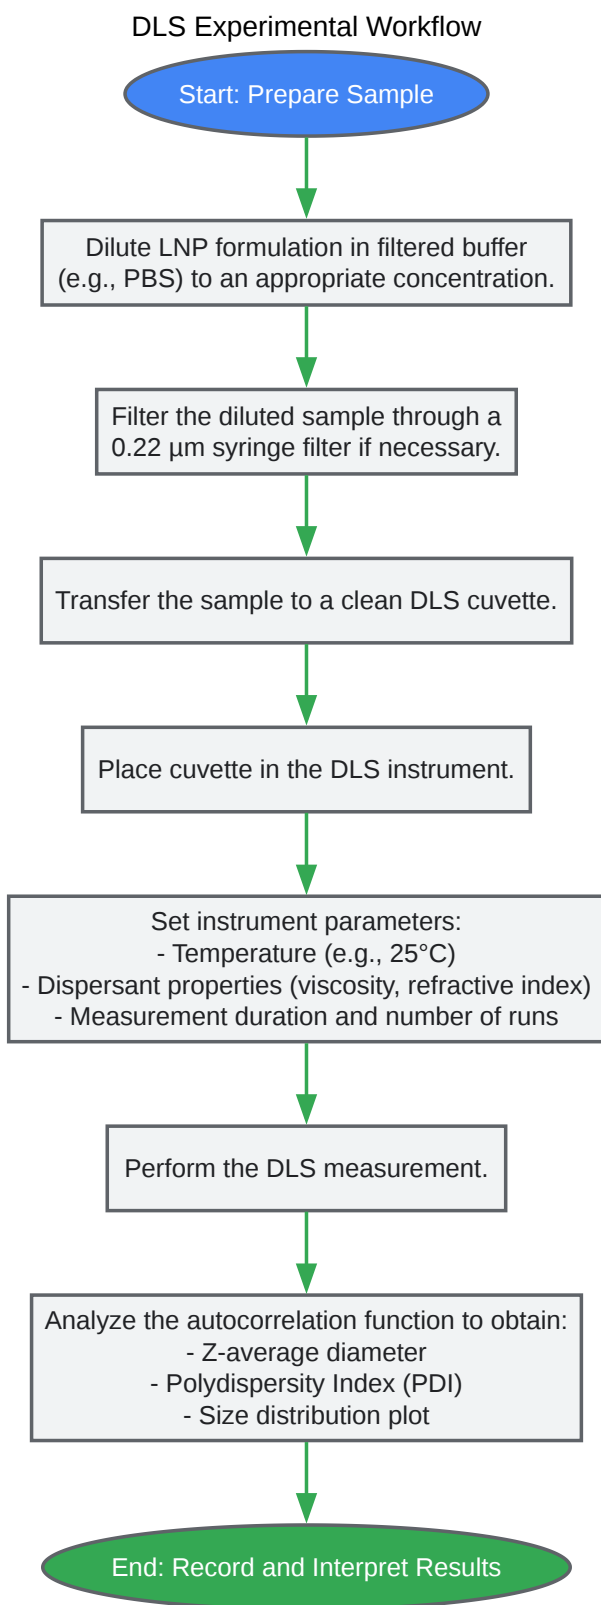 DLS Experimental Workflow
Start: Prepare Sample
Dilute LNP formulation in filtered buffer
(e.g., PBS) to an appropriate concentration.
Filter the diluted sample through a
0.22 µm syringe filter if necessary.
Transfer the sample to a clean DLS cuvette.
Place cuvette in the DLS instrument.
Set instrument parameters:
- Temperature (e.g., 25°C)
- Dispersant properties (viscosity, refractive index)
- Measurement duration and number of runs
Perform the DLS measurement.
Analyze the autocorrelation function to obtain:
- Z-average diameter
- Polydispersity Index (PDI)
- Size distribution plot
End: Record and Interpret Results